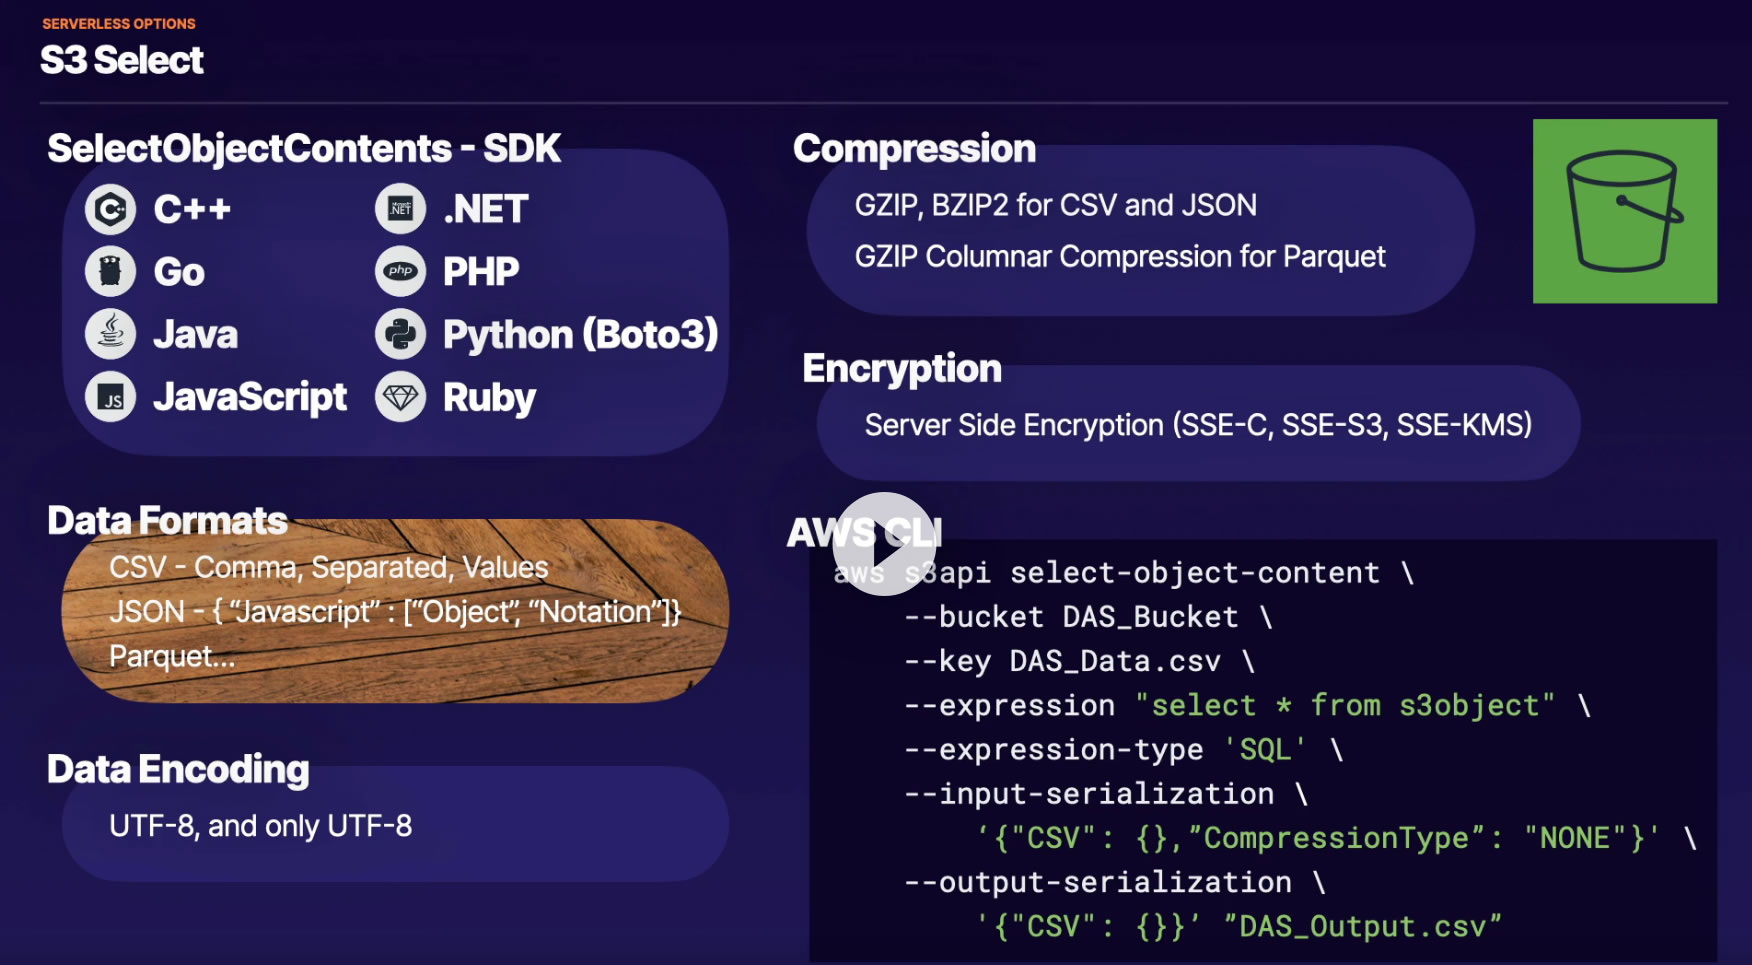 SERVERLESS OPTIONS
S3 Select
SelectObjectContents - SDK
C++
.NET
Go
PHP
Java
Python (Boto3)
JavaScript
Ruby
Data Formats
CSV - Comma, Separated, Values
JSON - { “Javascript” : [“Object”, “Notation”]}
Parquet...
Data Encoding
UTF-8, and only UTF-8
Compression
GZIP, BZIP2 for CSV and JSON
GZIP Columnar Compression for Parquet
Encryption
Server Side Encryption (SSE-C, SSE-S3, SSE-KMS)
AWS CLI
aws s3api select-object-content \
--bucket DAS_Bucket \
--key DAS_Data.csv \
--expression "select * from s3object" \
--expression-type 'SQL' \
--input-serialization \
‘{"CSV": {},”CompressionType”: "NONE"}' \
--output-serialization \
'{"CSV": {}}’ ”DAS_Output.csv”